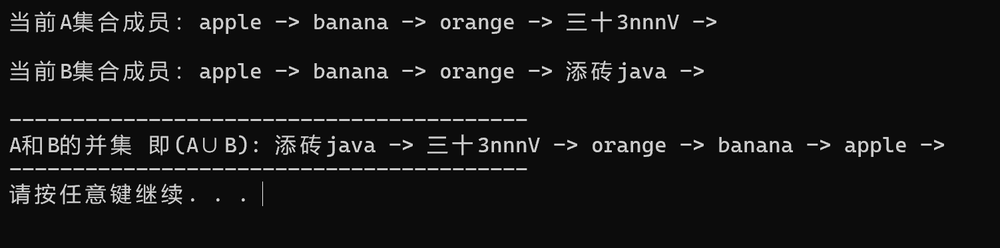 当前A集合成员: apple -> banana -> orange -> 三十3nnnV ->
当前B集合成员: apple -> banana -> orange -> 添砖java ->
-----------------------------------------
A和B的并集 即(A∪B): 添砖java -> 三十3nnnV -> orange -> banana -> apple ->
-----------------------------------------
请按任意键继续. . .